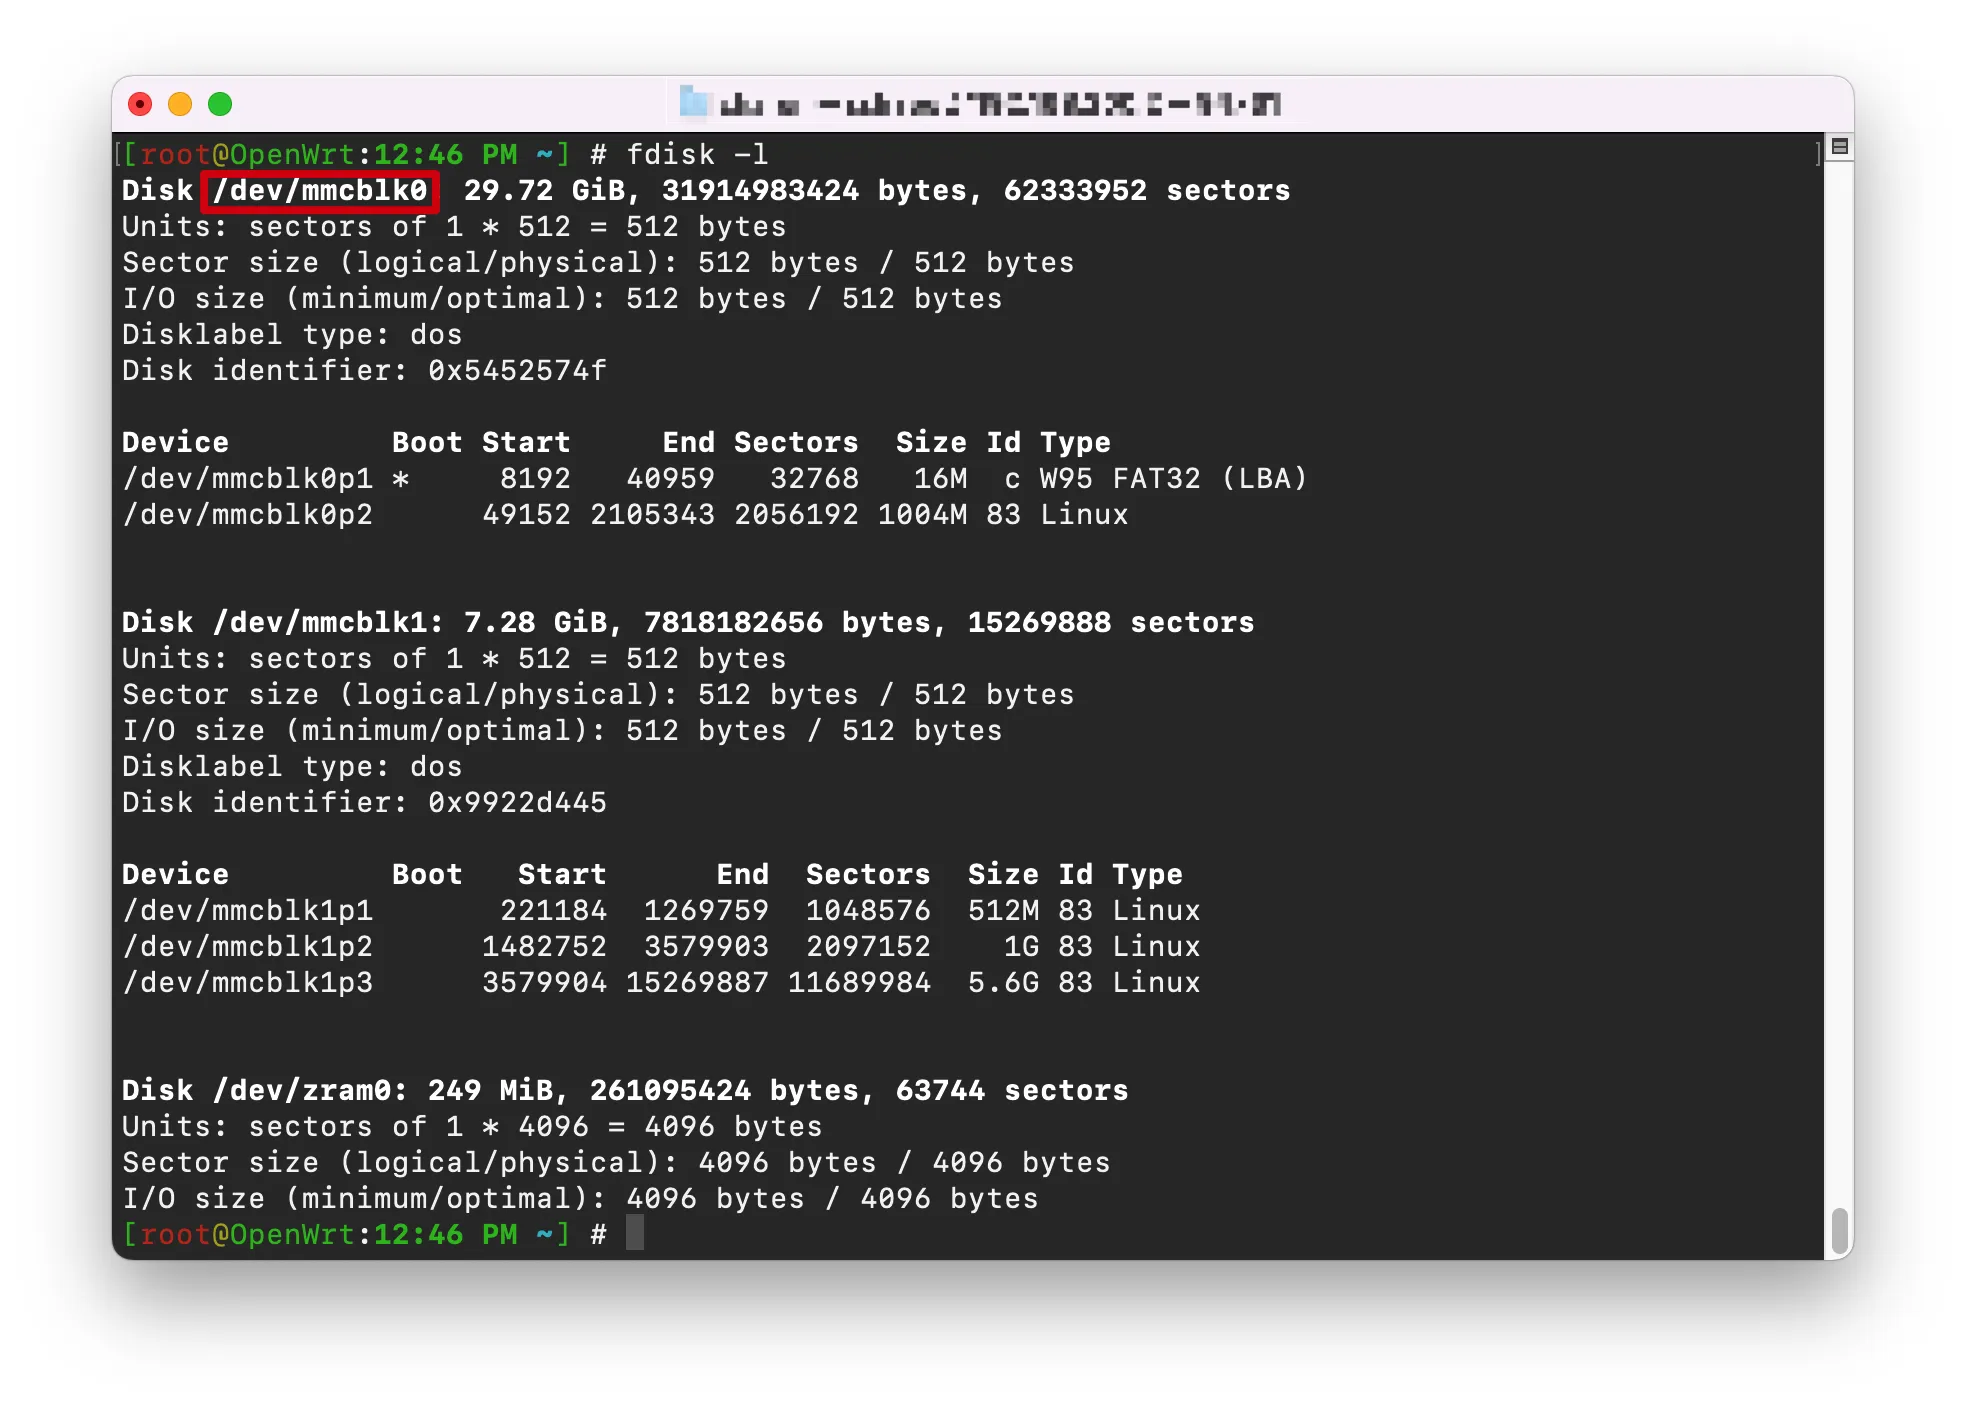 [[root@OpenWrt:12:46 PM ~] # fdisk -l ]
Disk /dev/mmcblk0 29.72 GiB, 31914983424 bytes, 62333952 sectors
Units: sectors of 1 * 512 = 512 bytes
Sector size (logical/physical): 512 bytes / 512 bytes
I/O size (minimum/optimal): 512 bytes / 512 bytes
Disklabel type: dos
Disk identifier: 0x5452574f
Device Boot Start End Sectors Size Id Type
/dev/mmcblk0p1 * 8192 40959 32768 16M c W95 FAT32 (LBA)
/dev/mmcblk0p2 49152 2105343 2056192 1004M 83 Linux
Disk /dev/mmcblk1: 7.28 GiB, 7818182656 bytes, 15269888 sectors
Units: sectors of 1 * 512 = 512 bytes
Sector size (logical/physical): 512 bytes / 512 bytes
I/O size (minimum/optimal): 512 bytes / 512 bytes
Disklabel type: dos
Disk identifier: 0x9922d445
Device Boot Start End Sectors Size Id Type
/dev/mmcblk1p1 221184 1269759 1048576 512M 83 Linux
/dev/mmcblk1p2 1482752 3579903 2097152 1G 83 Linux
/dev/mmcblk1p3 3579904 15269887 11689984 5.6G 83 Linux
Disk /dev/zram0: 249 MiB, 261095424 bytes, 63744 sectors
Units: sectors of 1 * 4096 = 4096 bytes
Sector size (logical/physical): 4096 bytes / 4096 bytes
I/O size (minimum/optimal): 4096 bytes / 4096 bytes
[root@OpenWrt:12:46 PM ~] #